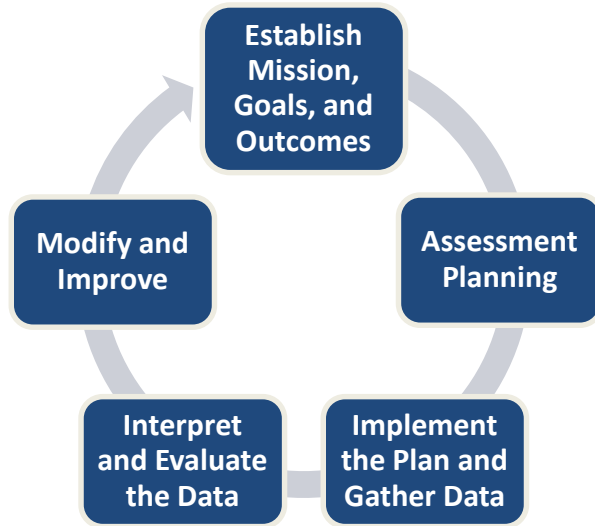 Establish
Mission,
Goals, and
Outcomes
Assessment
Planning
Implement
the Plan and
Gather Data
Interpret
and Evaluate
the Data
Modify and
Improve